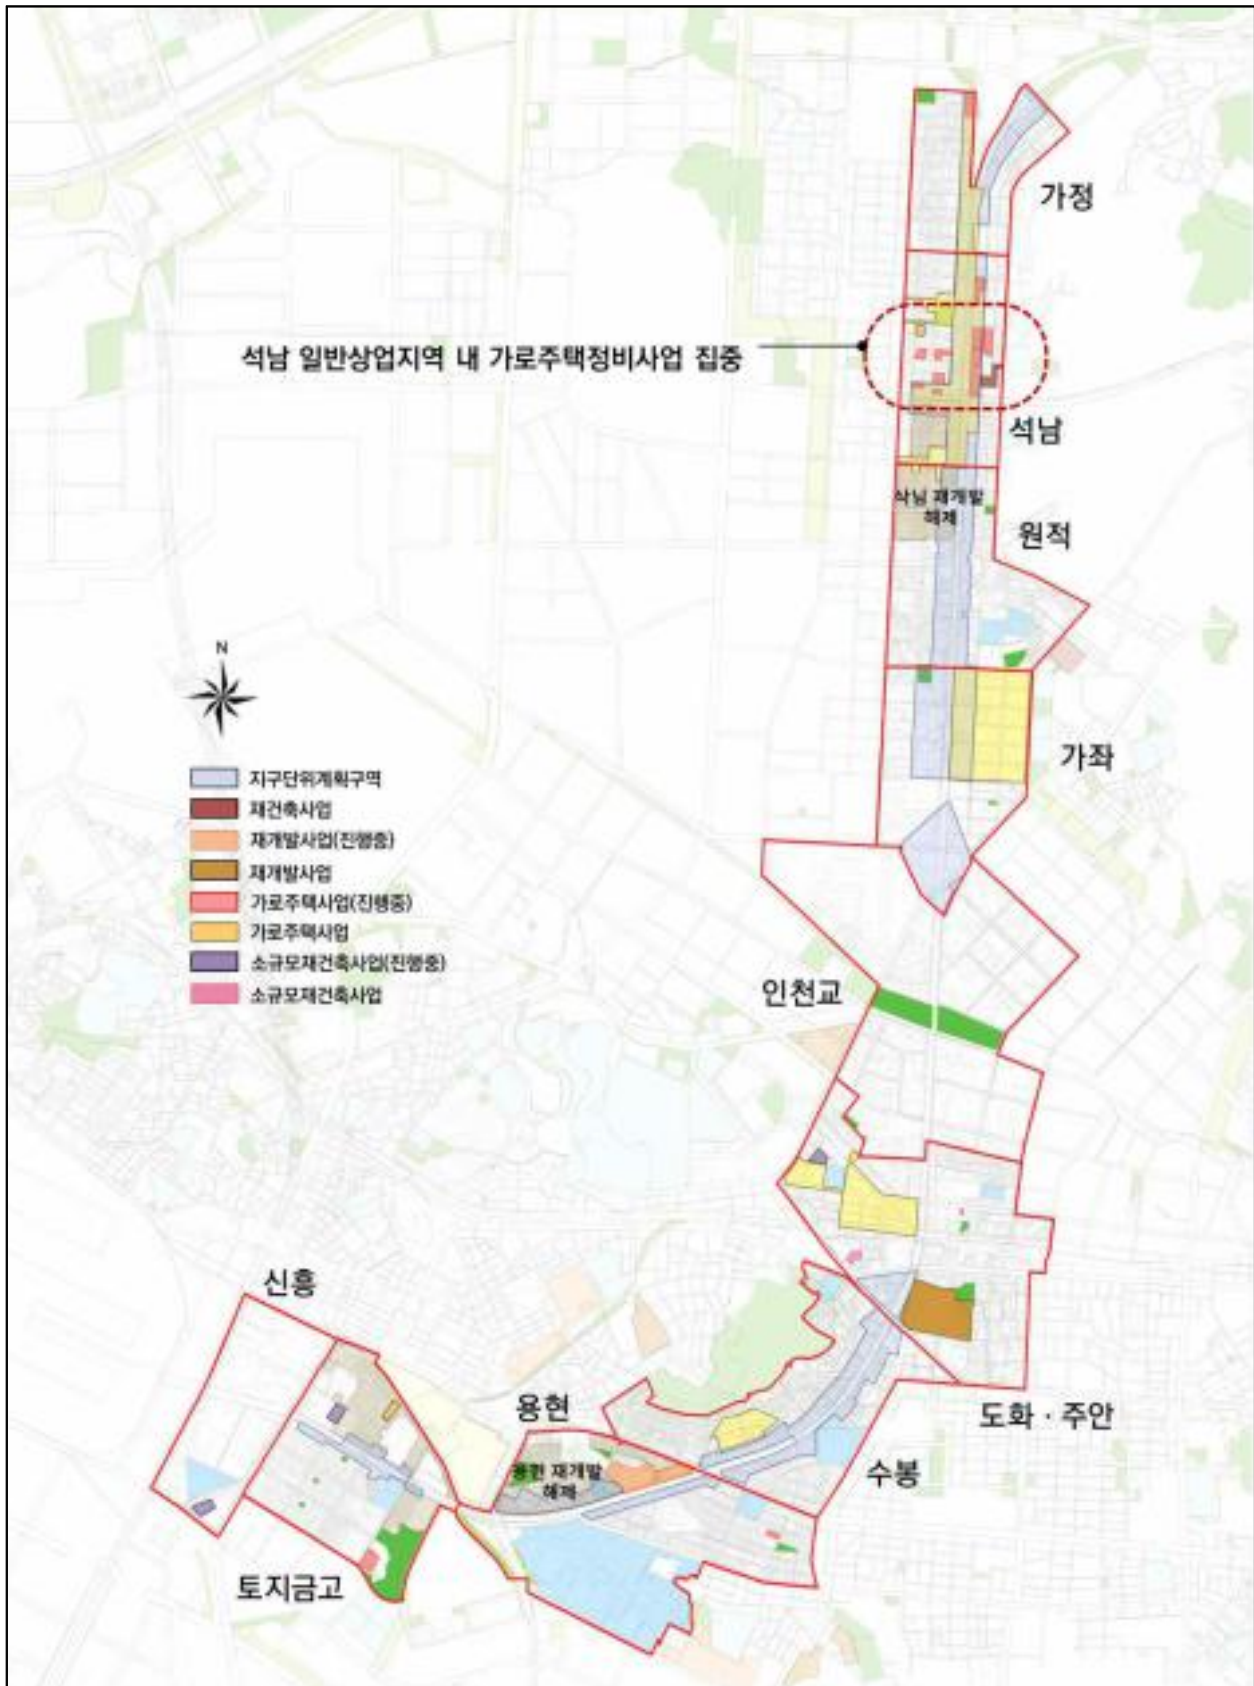 가정
석남 일반상업지역 내 가로주택정비사업 집중
석남
재개발
해제
원적
N
가좌
지구단위계획구역
재건축사업
재개발사업(진행중)
재개발사업
가로주택사업(진행중)
가로주택사업
소규모재건축사업(진행중)
소규모재건축사업
인천교
신흥
용현
도화 · 주안
용현 재개발
해제
수봉
토지금고